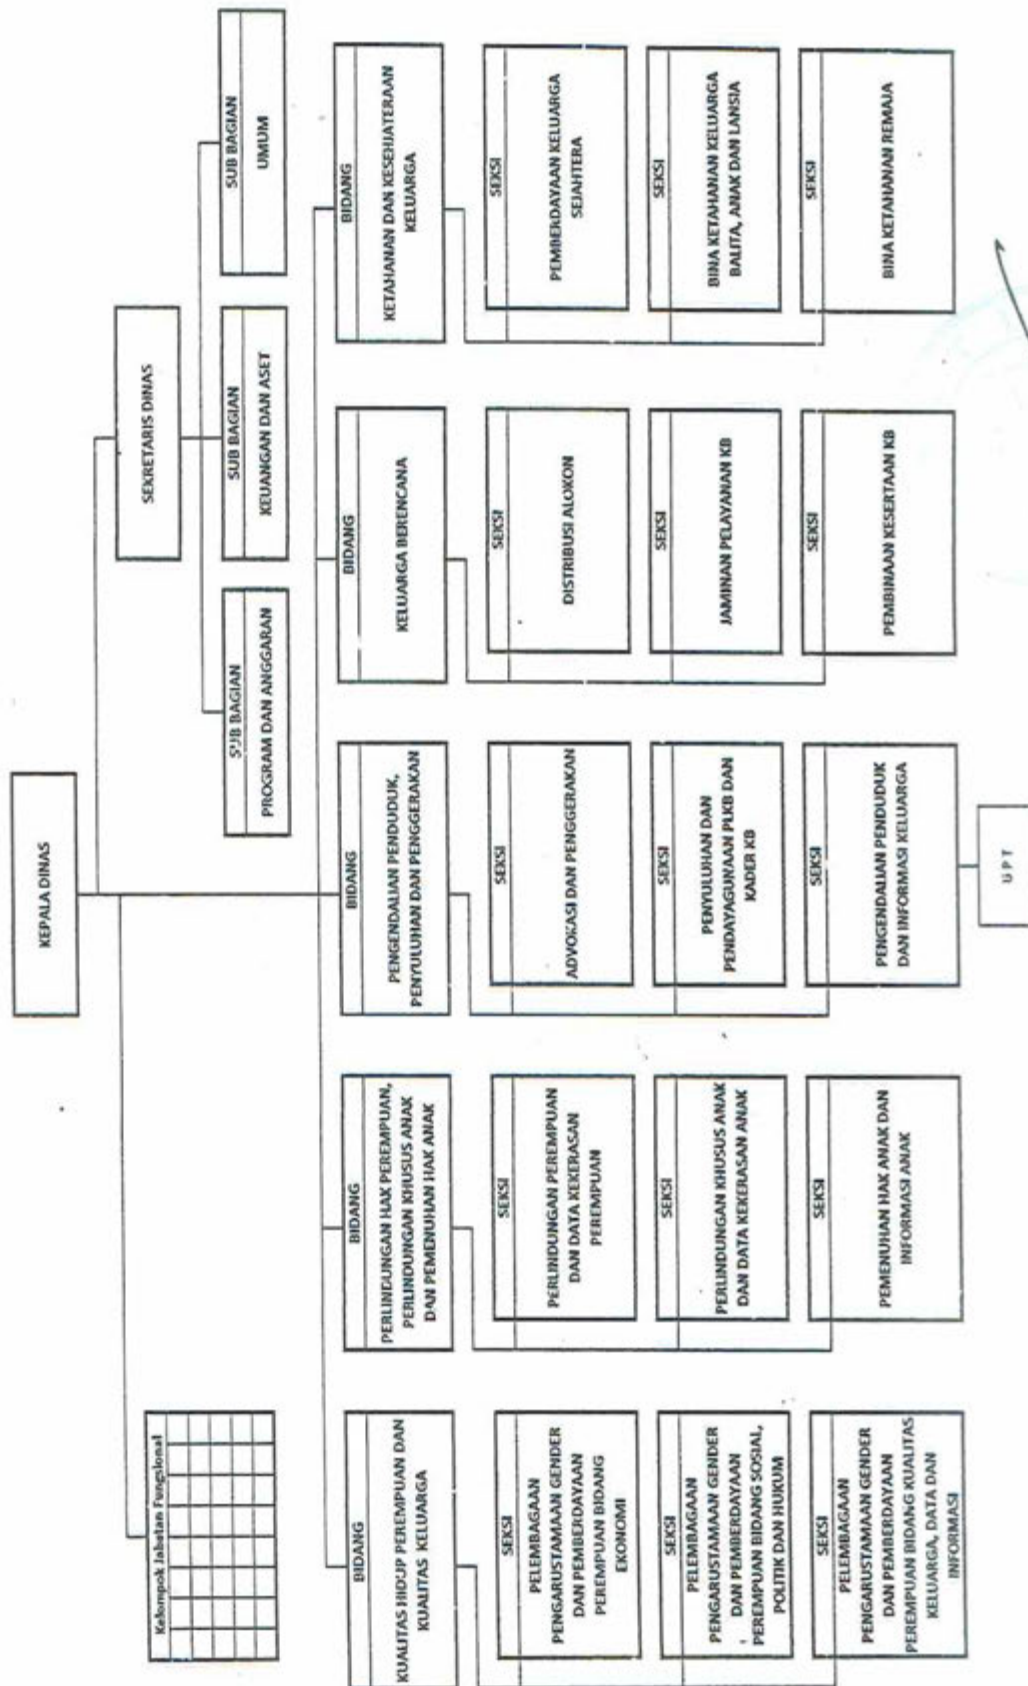 KEPALA DINAS
Kelompok Jabatan Fungsional
SEKRETARIS DINAS
SUB BAGIAN
PROGRAM DAN ANGGARAN
SUB BAGIAN
KEUANGAN DAN ASET
SUB BAGIAN
UMUM
BIDANG
KUALITAS HIDUP PEREMPUAN DAN
KUALITAS KELUARGA
SEKSI
PELEMBAGAAN
PENGARUSTAMAAN GENDER
DAN PEMBERDAYAAN
PEREMPUAN BIDANG
EKONOMI
SEKSI
PELEMBAGAAN
PENGARUSTAMAAN GENDER
DAN PEMBERDAYAAN
PEREMPUAN BIDANG SOSIAL,
POLITIK DAN HUKUM
SEKSI
PELEMBAGAAN
PENGARUSTAMAAN GENDER
DAN PEMBERDAYAAN
PEREMPUAN BIDANG KUALITAS
KELUARGA, DATA DAN
INFORMASI
BIDANG
PERLINDUNGAN HAK PEREMPUAN,
PERLINDUNGAN KHUSUS ANAK
DAN PEMENUHAN HAK ANAK
SEKSI
PERLINDUNGAN PEREMPUAN
DAN DATA KEKERASAN
PEREMPUAN
SEKSI
PERLINDUNGAN KHUSUS ANAK
DAN DATA KEKERASAN ANAK
SEKSI
PEMENUHAN HAK ANAK DAN
INFORMASI ANAK
BIDANG
PENGENDALIAN PENDUDUK,
PENYULUHAN DAN PENGGERAKAN
SEKSI
ADVOKASI DAN PENGGERAKAN
SEKSI
PENYULUHAN DAN
PENDAYAGUNAAN PLKB DAN
KADER KB
SEKSI
PENGENDALIAN PENDUDUK
DAN INFORMASI KELUARGA
UPT
BIDANG
KELUARGA BERENCANA
SEKSI
DISTRIBUSI ALOKON
SEKSI
JAMINAN PELAYANAN KB
SEKSI
PEMBINAAN KESERTAAN KB
BIDANG
KETAHANAN DAN KESEHJATERAAN
KELUARGA
SEKSI
PEMBERDAYAAN KELUARGA
SEJAHTERA
SEKSI
BINA KETAHANAN KELUARGA
BALITA, ANAK DAN LANSIA
SEKSI
BINA KETAHANAN REMAJA